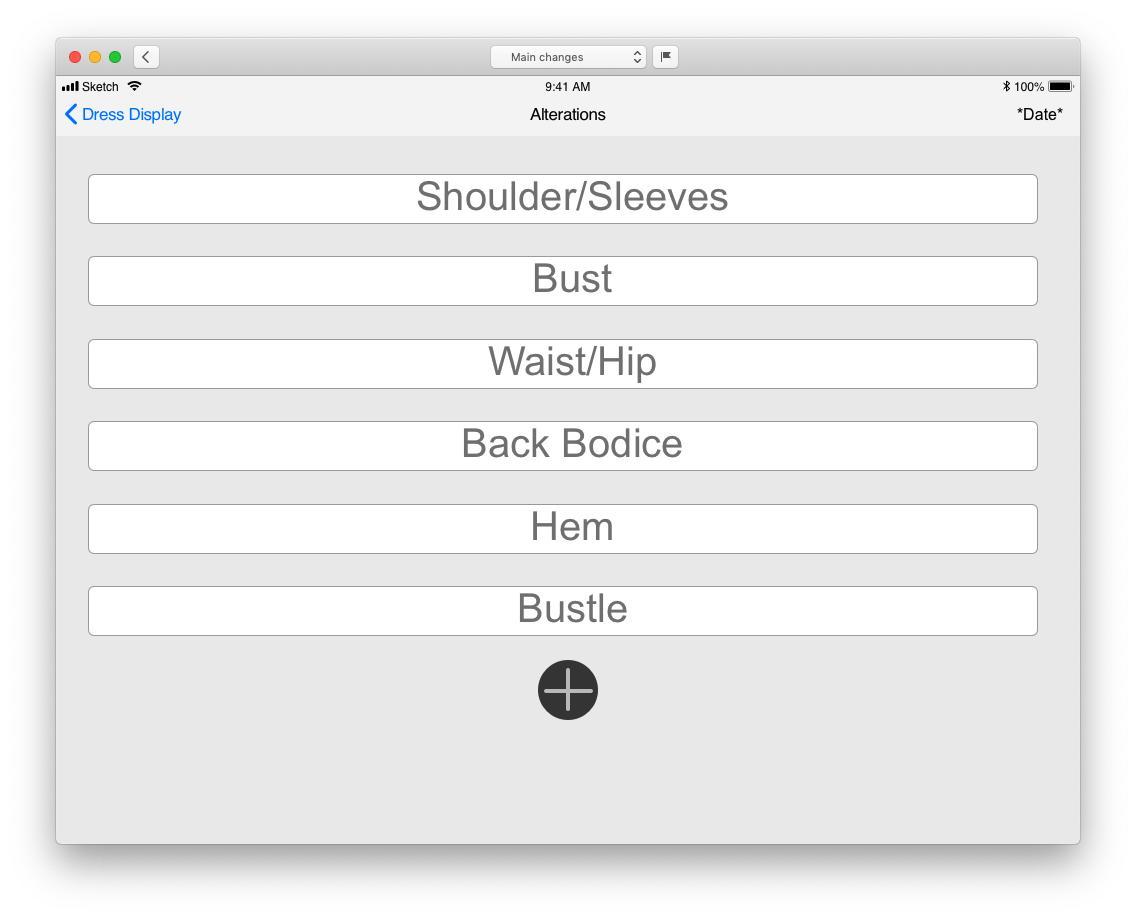 Main changes
Sketch 9:41 AM 100%
Dress Display Alterations *Date*
Shoulder/Sleeves
Bust
Waist/Hip
Back Bodice
Hem
Bustle